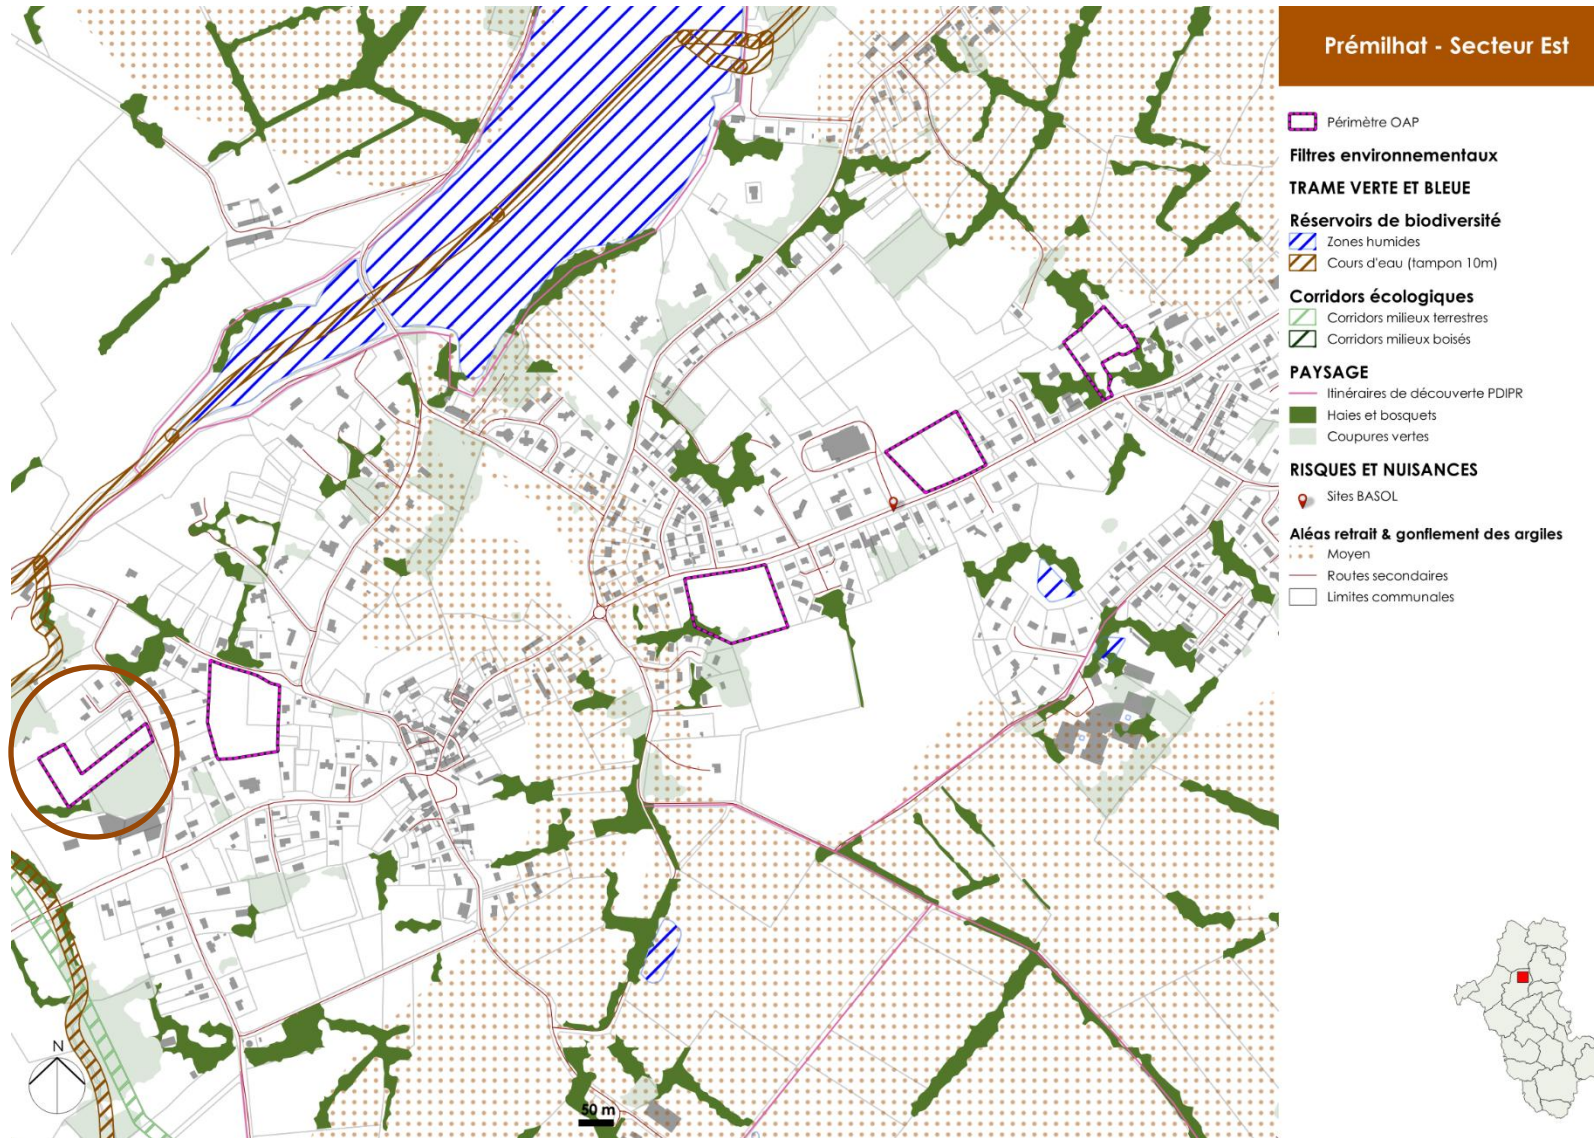 Prémilhat - Secteur Est
Périmètre OAP
Filtres environnementaux
TRAME VERTE ET BLEUE
Réservoirs de biodiversité
Zones humides
Cours d'eau (tampon 10m)
Corridors écologiques
Corridors milieux terrestres
Corridors milieux boisés
PAYSAGE
Itinéraires de découverte PDIPR
Haies et bosquets
Coupures vertes
RISQUES ET NUISANCES
Sites BASOL
Aléas retrait & gonflement des argiles
Moyen
Routes secondaires
Limites communales
N
50 m